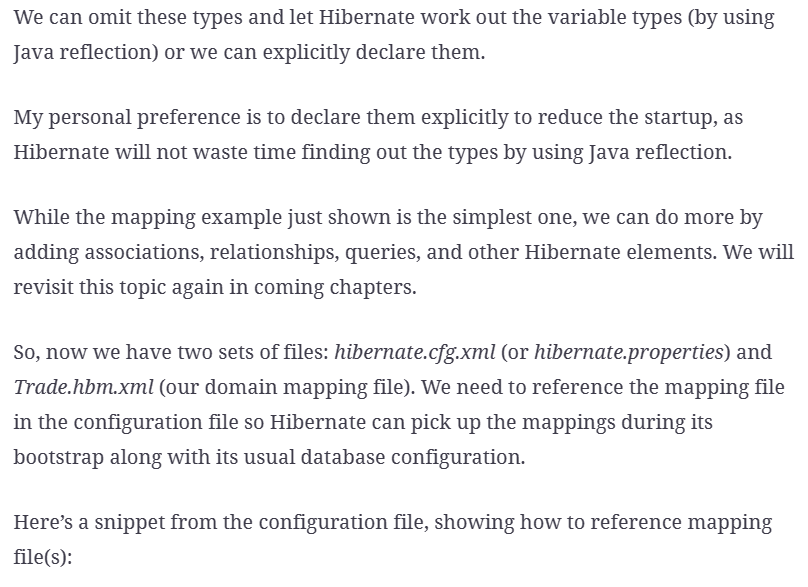 We can omit these types and let Hibernate work out the variable types (by using
Java reflection) or we can explicitly declare them.
My personal preference is to declare them explicitly to reduce the startup, as
Hibernate will not waste time finding out the types by using Java reflection.
While the mapping example just shown is the simplest one, we can do more by
adding associations, relationships, queries, and other Hibernate elements. We will
revisit this topic again in coming chapters.
So, now we have two sets of files: hibernate.cfg.xml (or hibernate.properties) and
Trade.hbm.xml (our domain mapping file). We need to reference the mapping file
in the configuration file so Hibernate can pick up the mappings during its
bootstrap along with its usual database configuration.
Here’s a snippet from the configuration file, showing how to reference mapping
file(s):